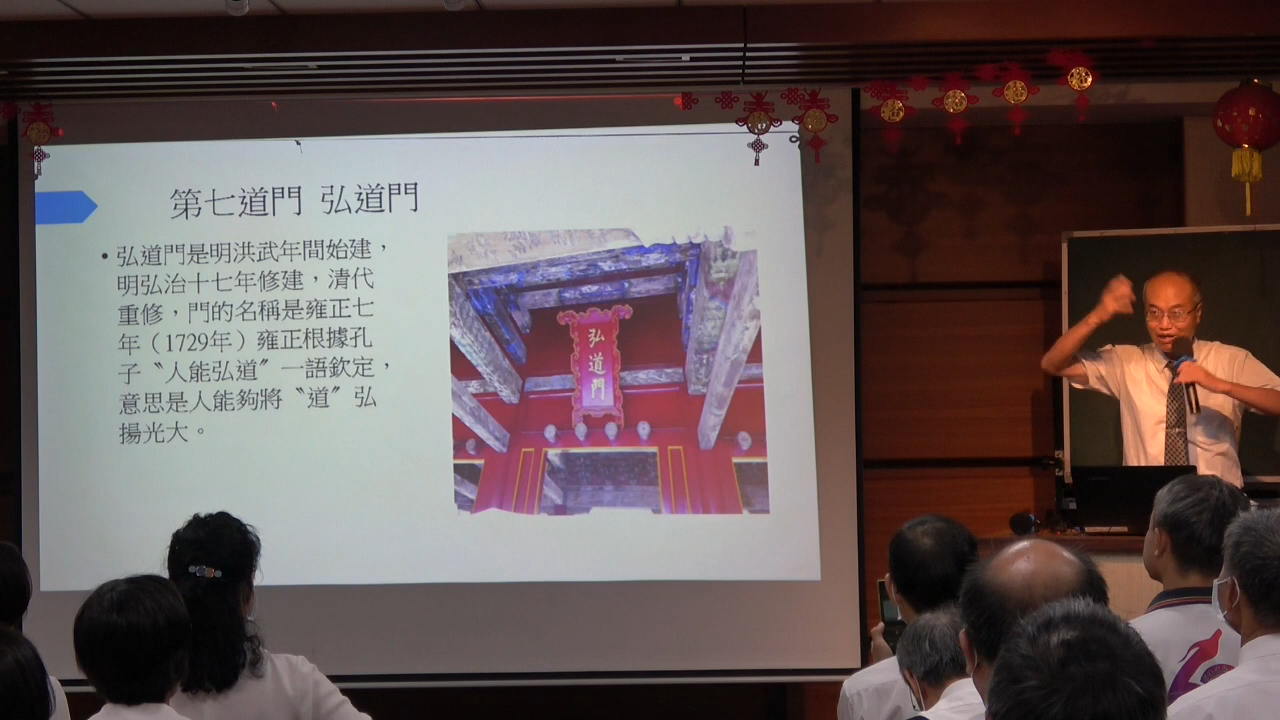 第七道門 弘道門
• 弘道門是明洪武年間始建，
明弘治十七年修建，清代
重修，門的名稱是雍正七
年（1729年）雍正根據孔
子〝人能弘道〞一語欽定，
意思是人能夠將〝道〞弘
揚光大。
弘道門